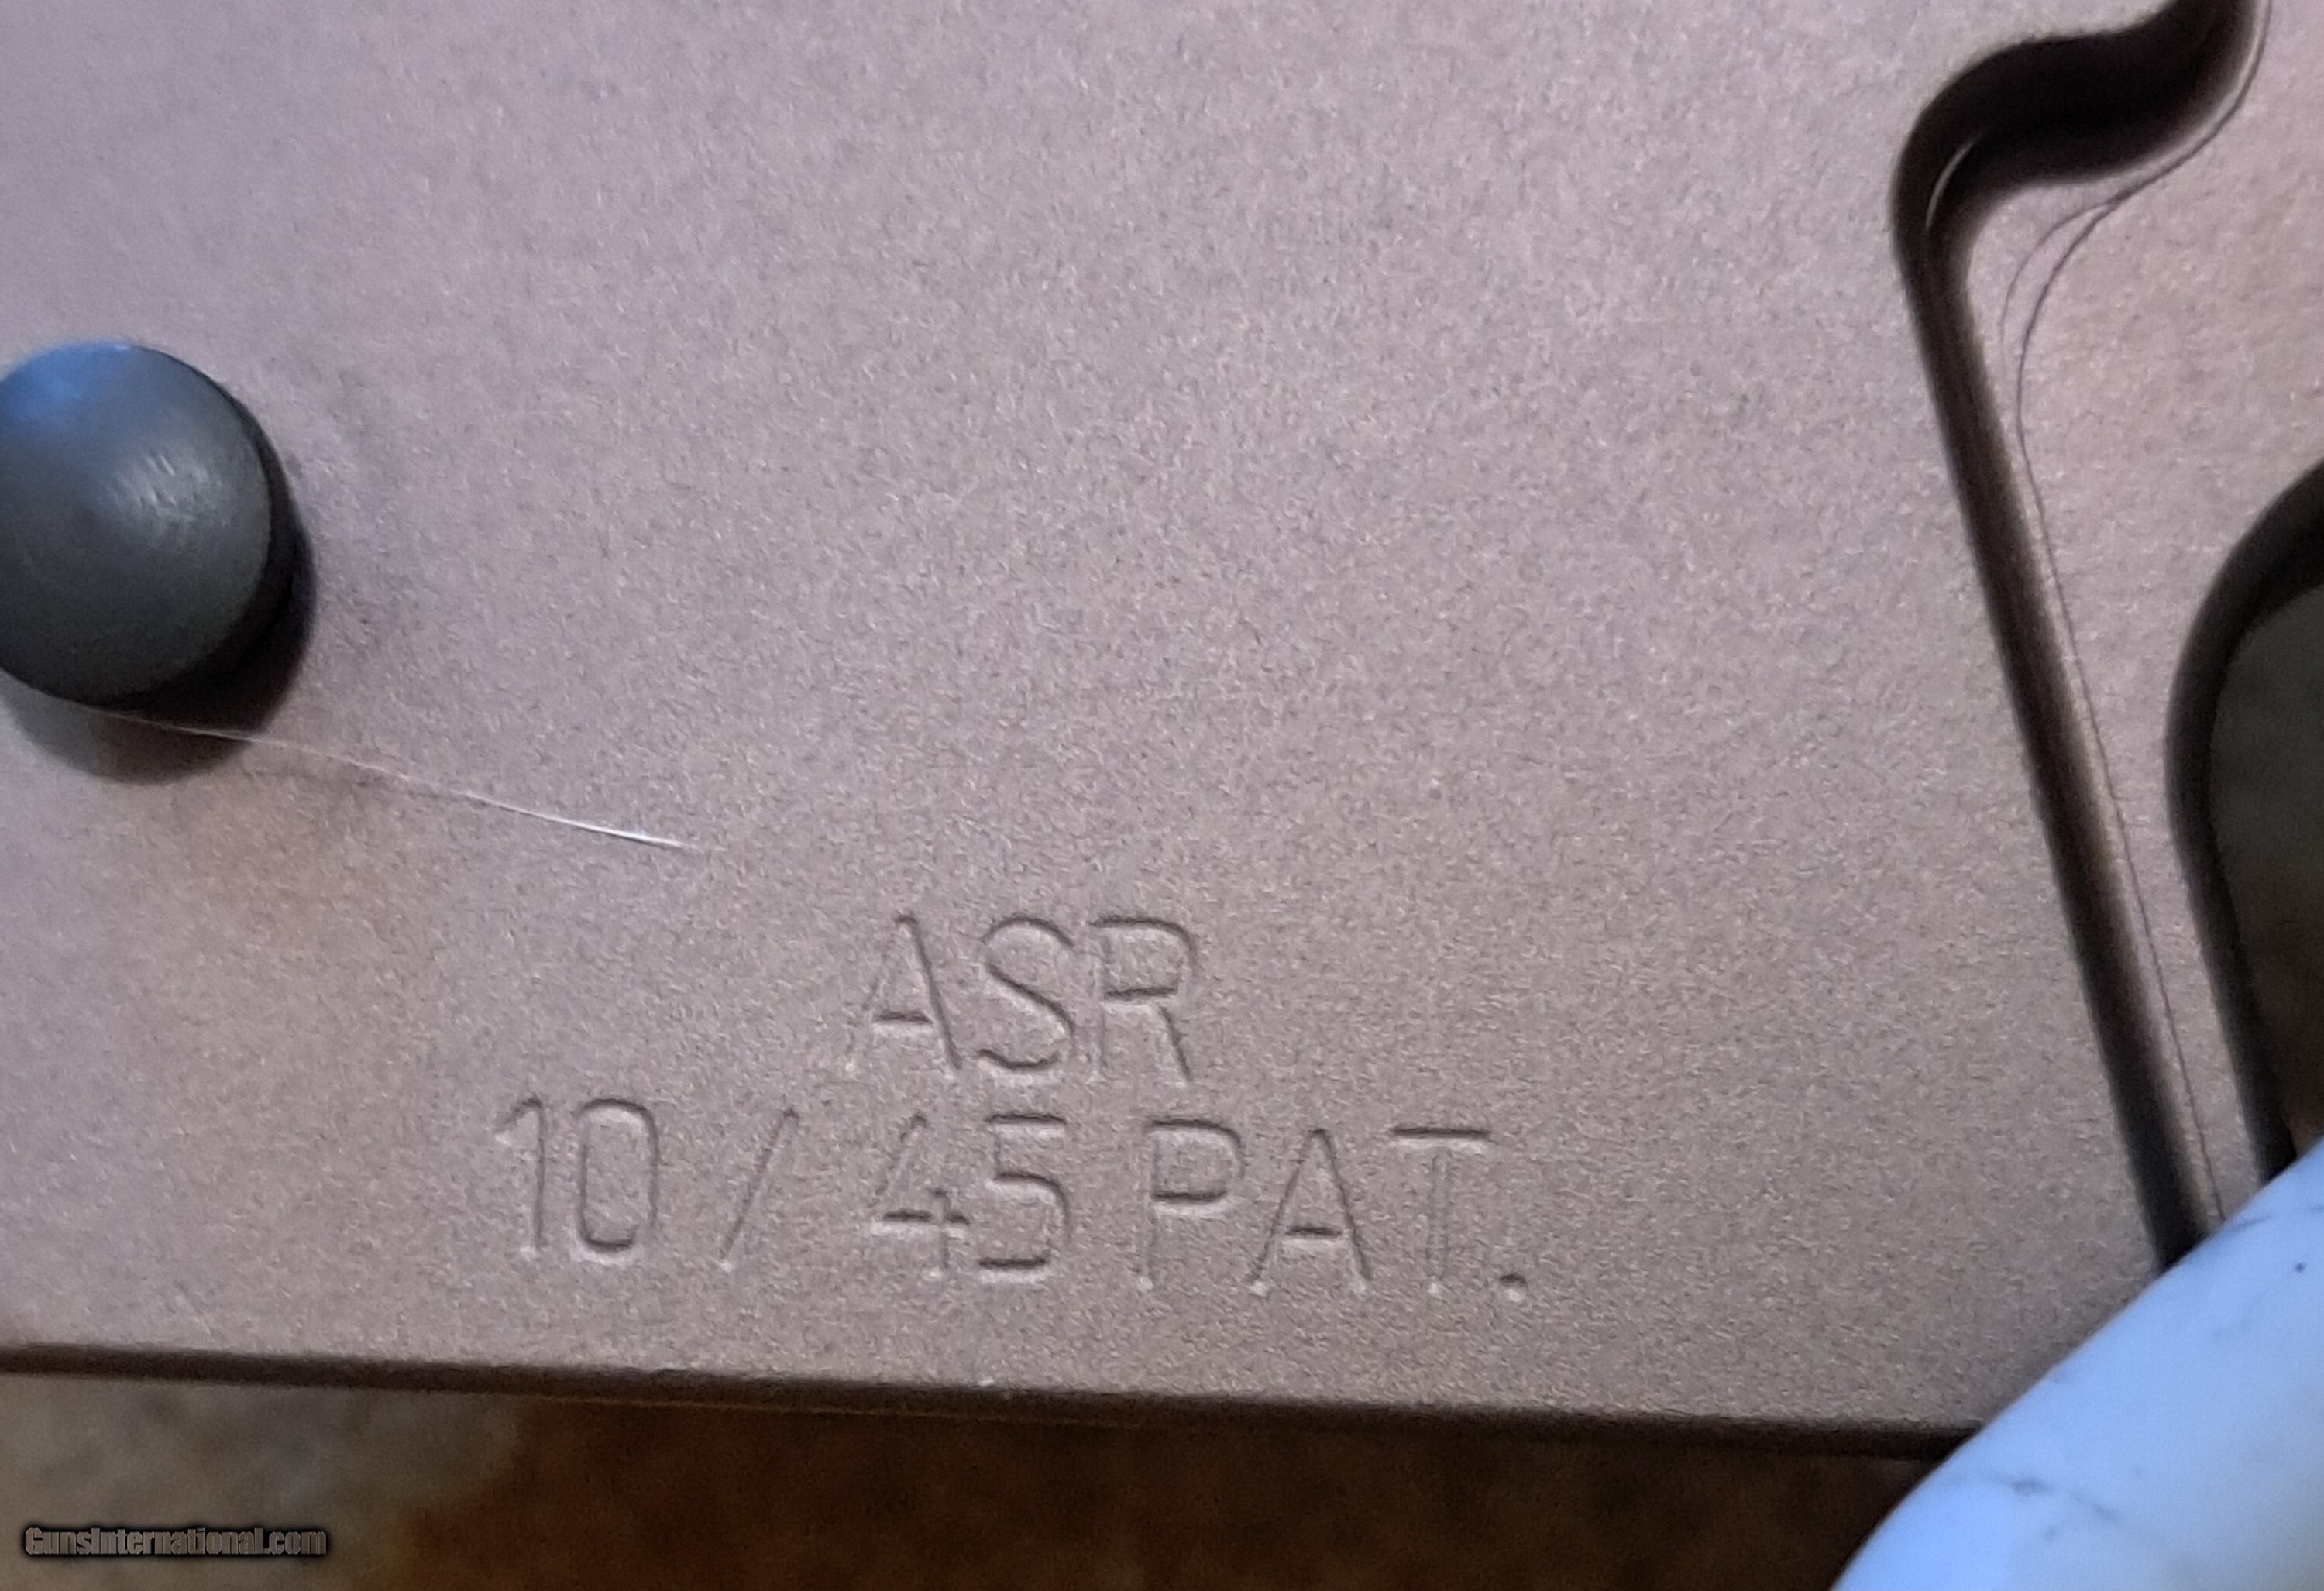 ASR
10 / 45 PAT.
GunsInternational.com